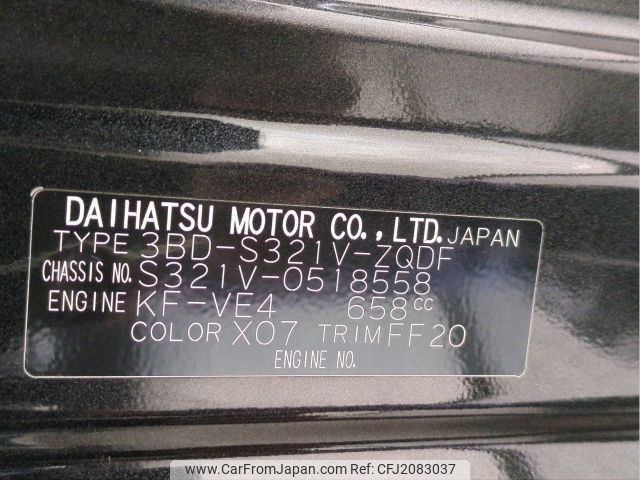 DAIHATSU MOTOR CO., LTD. JAPAN
TYPE 3BD-S321V-ZQDF
CHASSIS NO. S321V-0518558
ENGINE KF-VE4 658cc
COLOR X07 TRIM FF20
ENGINE NO.
www.CarFromJapan.com Ref: CFJ2083037